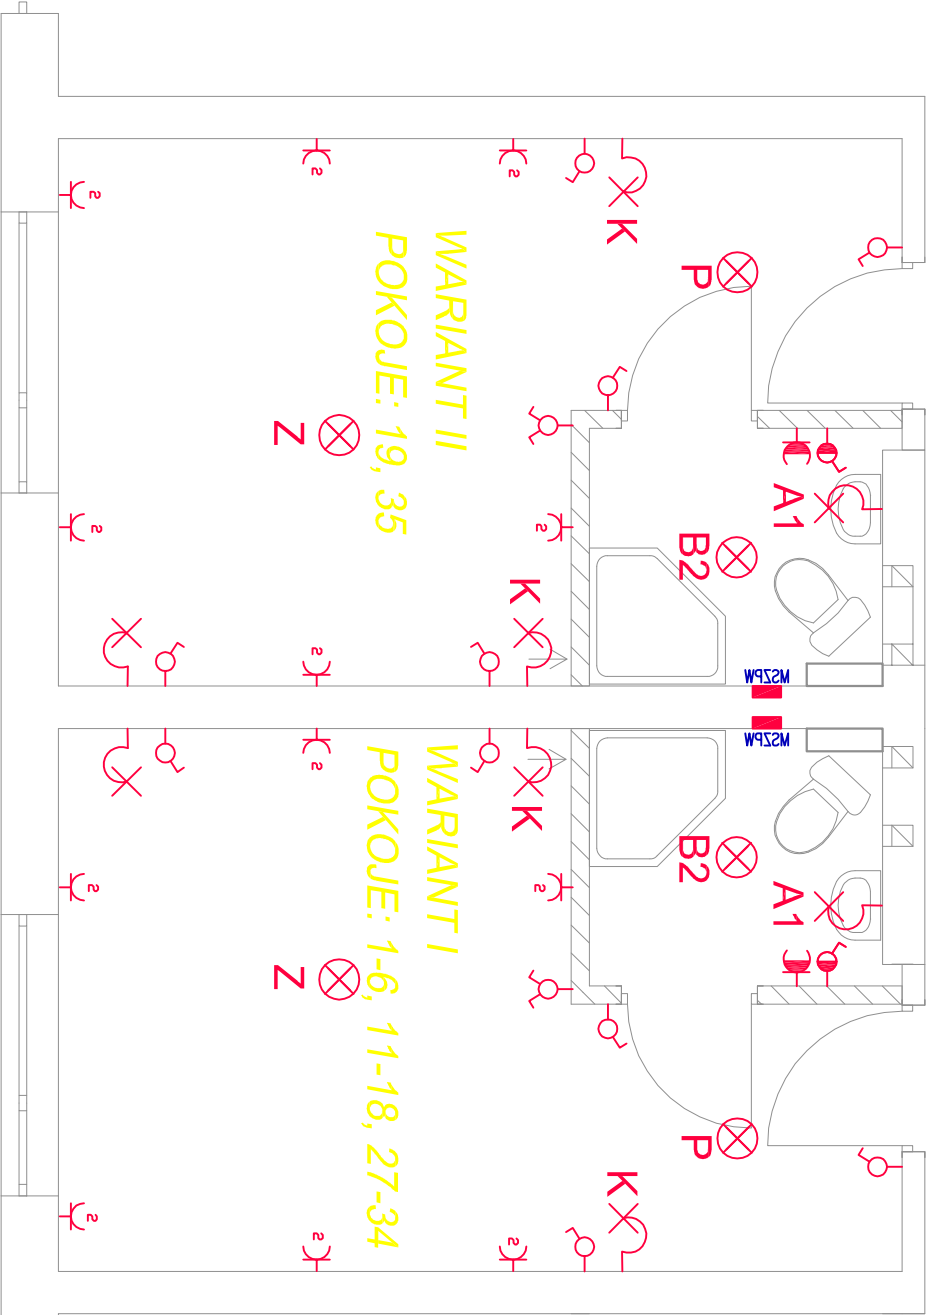 WARIANT II
POKOJE: 19, 35
K
P
Z
A1
B2
K
MSZPW
MSZPW
WARIANT I
POKOJE: 1-6, 11-18, 27-34
K
B2
A1
Z
P
K
s
s
s
s
s
s
s
s
s
s
s
s